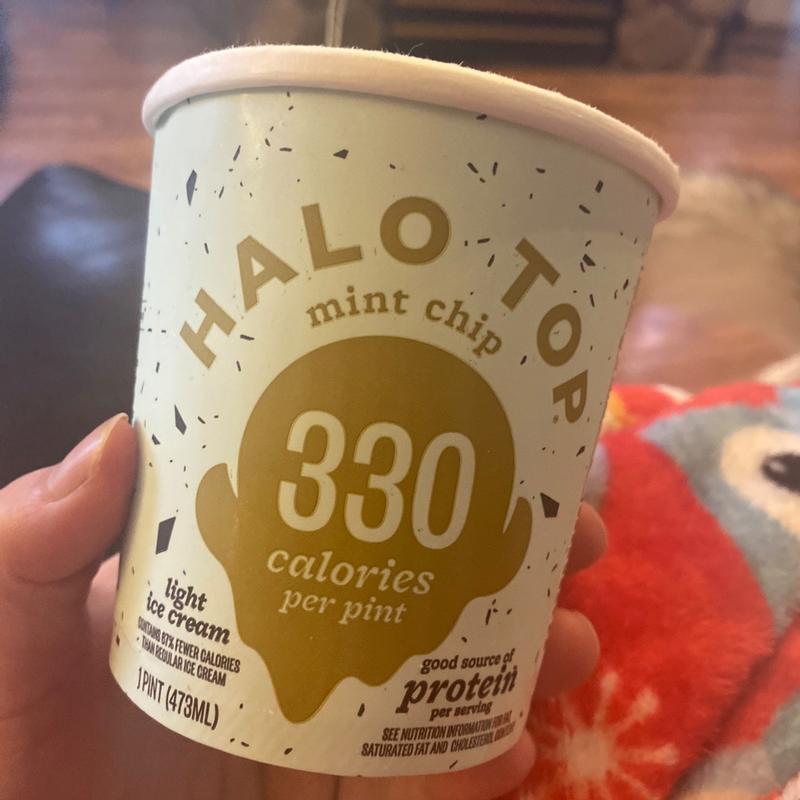 HALO TOP
mint chip
330
calories
per pint
light
ice cream
CONTAINS 87% FEWER CALORIES
THAN REGULAR ICE CREAM
1 PINT (473ML)
good source of
protein
per serving
SEE NUTRITION INFORMATION FOR FAT,
SATURATED FAT AND CHOLESTEROL